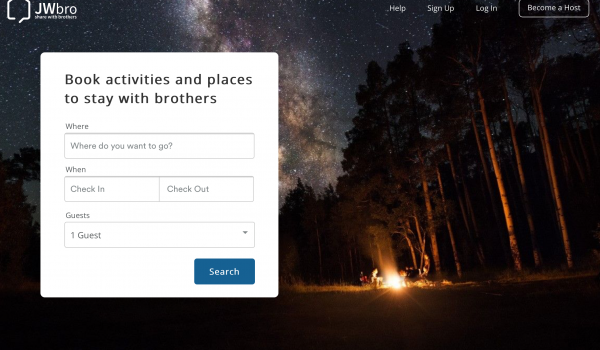 JWbro
share with brothers
Help
Sign Up
Log In
Become a Host
Book activities and places
to stay with brothers
Where
Where do you want to go?
When
Check In
Check Out
Guests
1 Guest
Search